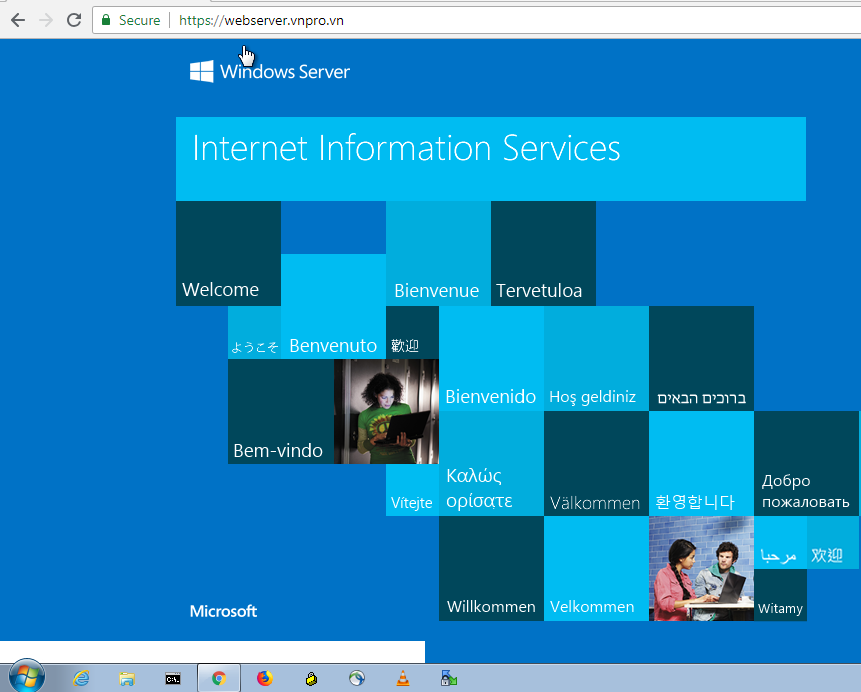 Secure
https://webserver.vnpro.vn
Windows Server
Internet Information Services
Welcome
Bienvenue
Tervetuloa
ようこそ
Benvenuto
歡迎
Bienvenido
Hoş geldiniz
ברוכים הבאים
Bem-vindo
Vítejte
Καλώς
ορίσατε
Välkommen
환영합니다
Добро
пожаловать
مرحبا
欢迎
Willkommen
Velkommen
Witamy
Microsoft